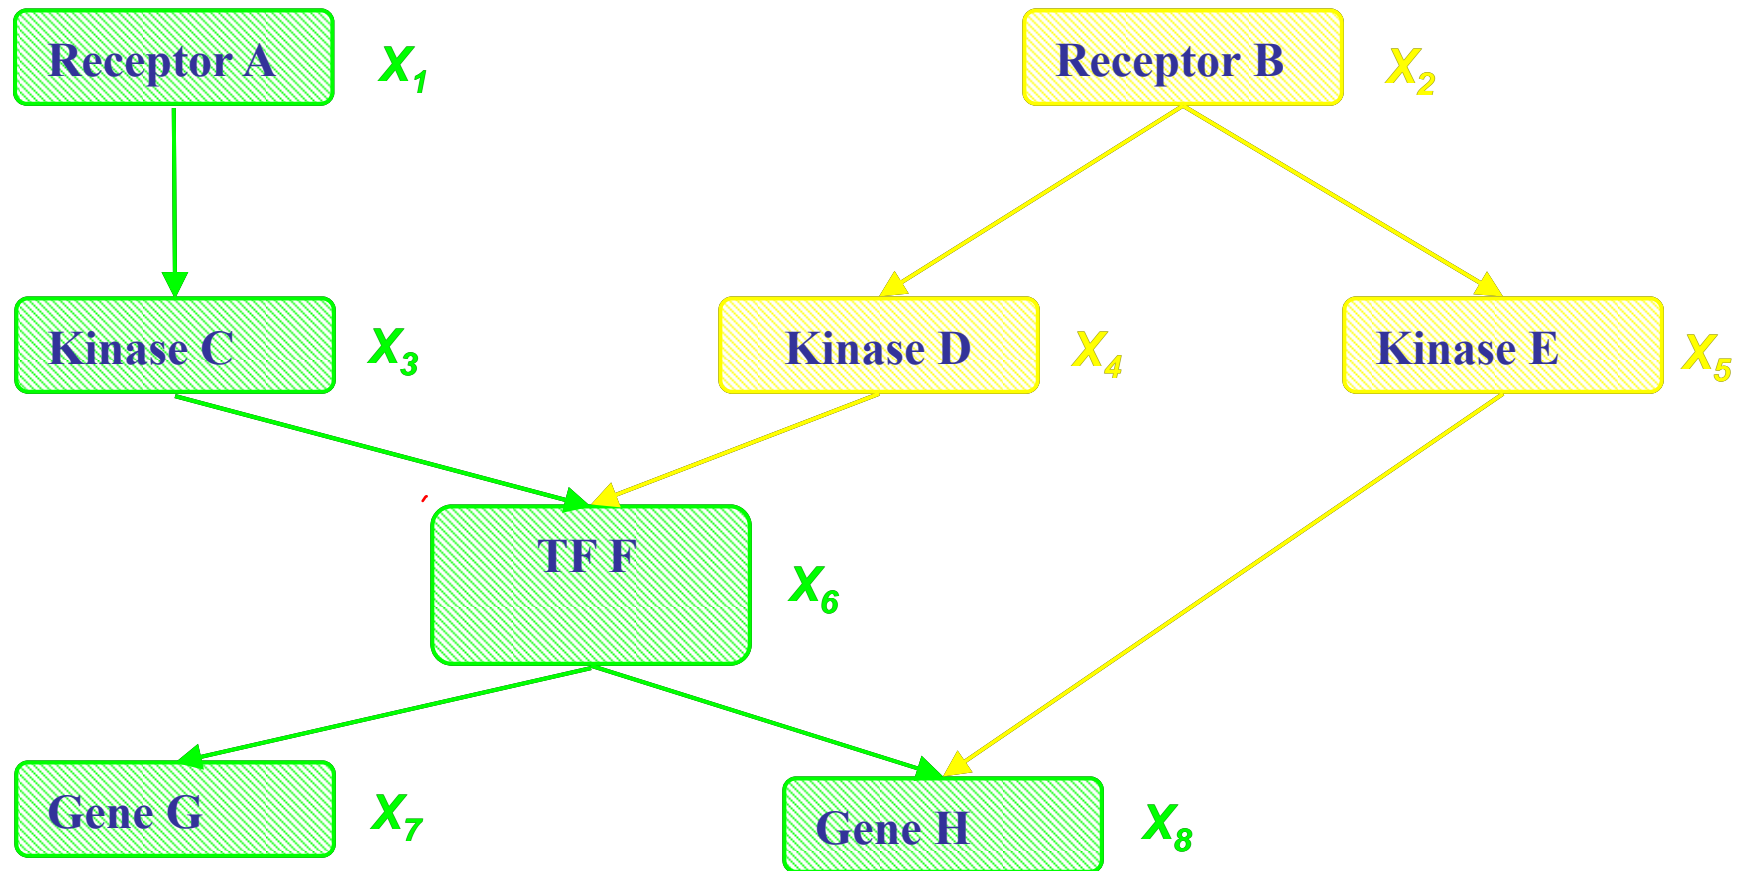 Receptor A
X1
Receptor B
X2
Kinase C
X3
Kinase D
X4
Kinase E
X5
TF F
X6
Gene G
X7
Gene H
X8